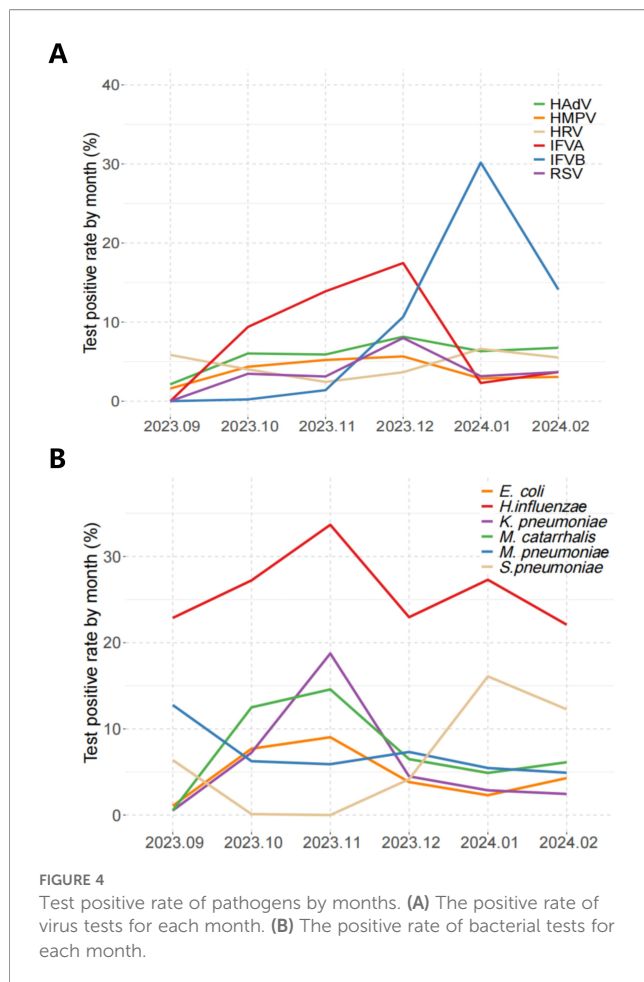 A
Test positive rate by month (%)
40
30
20
10
0
HAdV
HMPV
HRV
IFVA
IFVB
RSV
2023.09 2023.10 2023.11 2023.12 2024.01 2024.02
B
Test positive rate by month (%)
30
20
10
0
E. coli
H.influenzae
K. pneumoniae
M. catarrhalis
M. pneumoniae
S.pneumoniae
2023.09 2023.10 2023.11 2023.12 2024.01 2024.02
FIGURE 4
Test positive rate of pathogens by months. (A) The positive rate of
virus tests for each month. (B) The positive rate of bacterial tests for
each month.